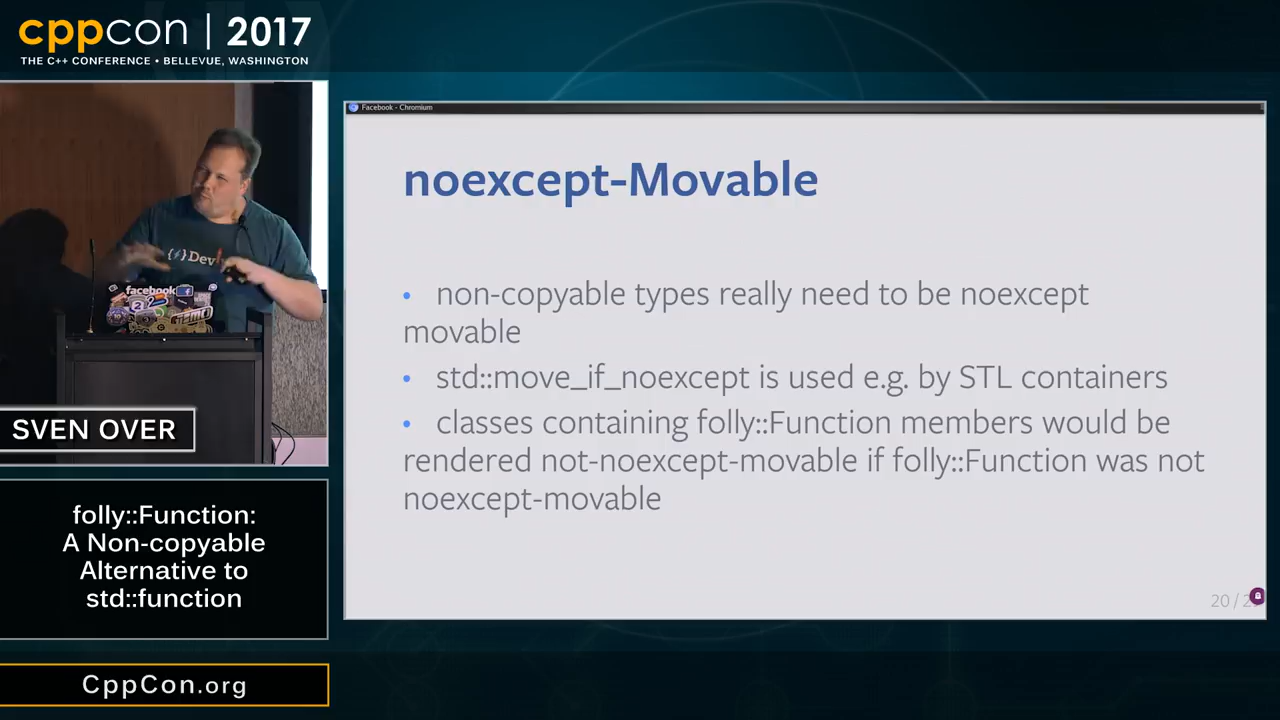 cppcon | 2017
THE C++ CONFERENCE • BELLEVUE, WASHINGTON
Facebook - Chromium
noexcept-Movable
• non-copyable types really need to be noexcept
movable
• std::move_if_noexcept is used e.g. by STL containers
• classes containing folly::Function members would be
rendered not-noexcept-movable if folly::Function was not
noexcept-movable
20 /
{⚡}Dev
facebook
SVEN OVER
folly::Function:
A Non-copyable
Alternative to
std::function
CppCon.org